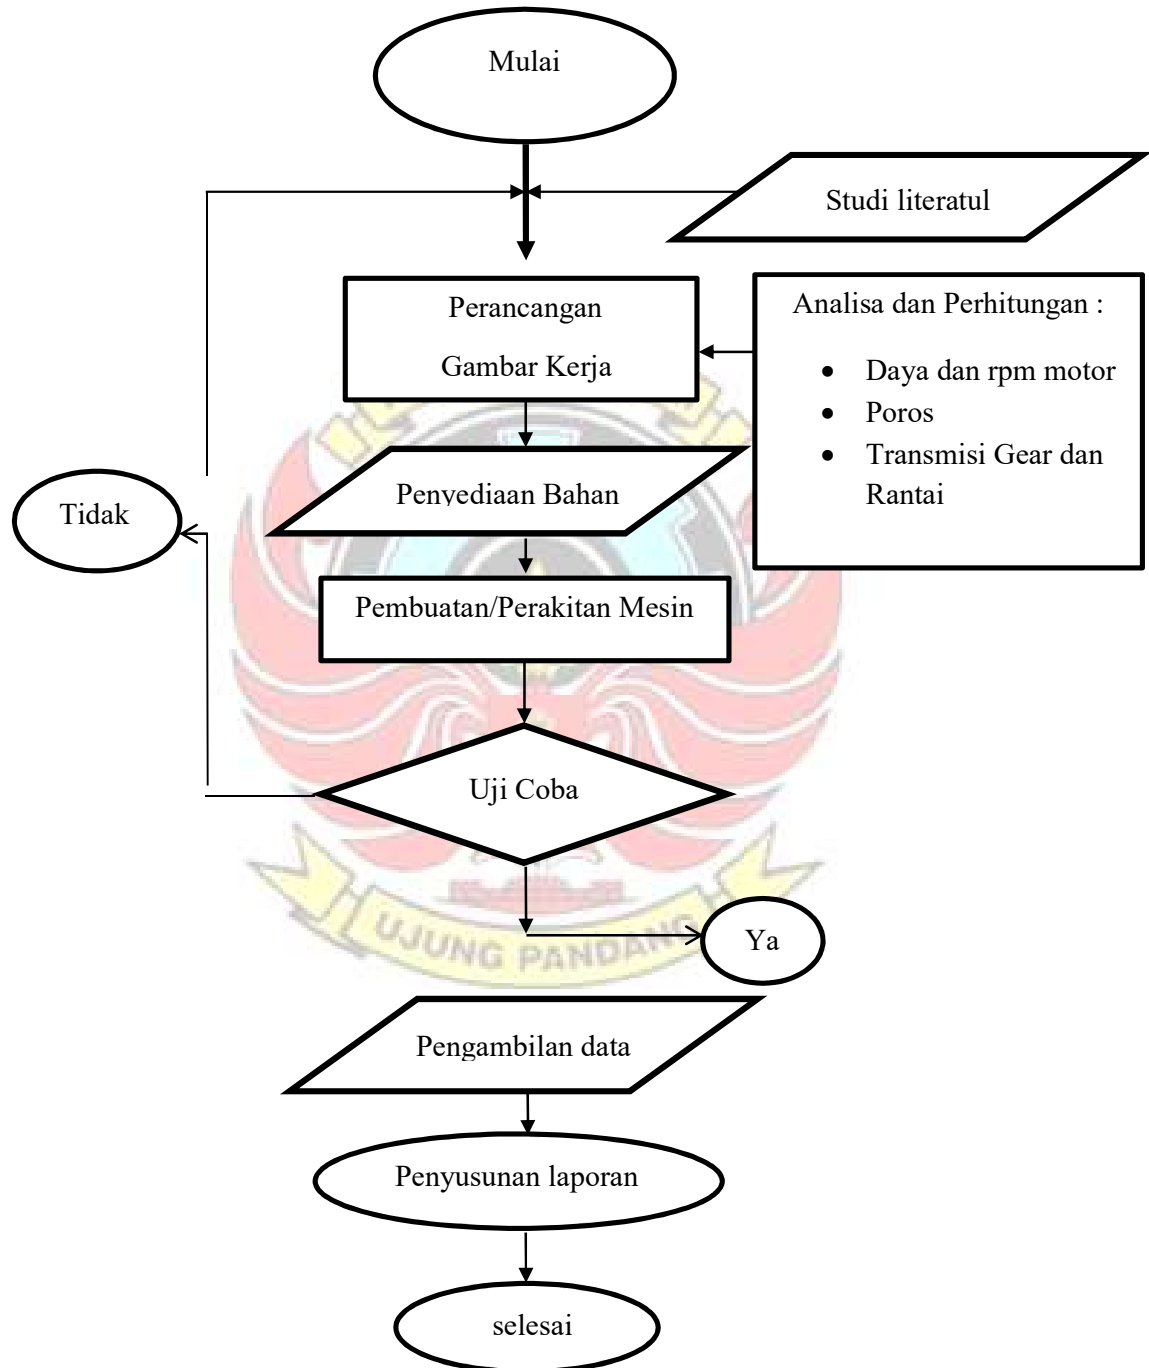 Mulai
Studi literatul
Perancangan
Gambar Kerja
Analisa dan Perhitungan :
• Daya dan rpm motor
• Poros
• Transmisi Gear dan
Rantai
Penyediaan Bahan
Tidak
Pembuatan/Perakitan Mesin
Uji Coba
Ya
UJUNG PANDANG
Pengambilan data
Penyusunan laporan
selesai